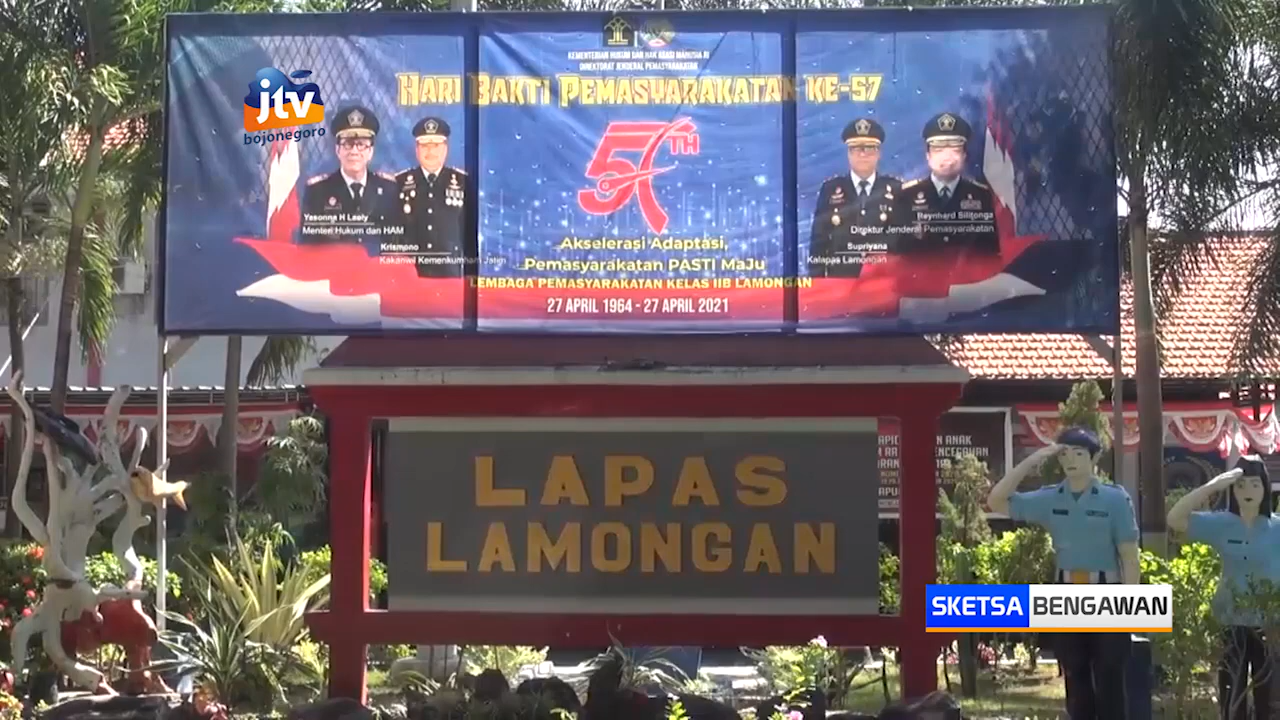 KEMENTERIAN HUKUM DAN HAK ASASI MANUSIA RI
DIREKTORAT JENDERAL PEMASYARAKATAN
HARI BAKTI PEMASYARAKATAN KE-57
jtv
bojonegoro
57TH
Yasonna H Laoly
Menteri Hukum dan HAM
Krismono
Kakanwil Kemenkumham Jatim
Akselerasi Adaptasi,
Pemasyarakatan PASTI MaJu
LEMBAGA PEMASYARAKATAN KELAS IIB LAMONGAN
27 APRIL 1964 - 27 APRIL 2021
Reynhard Silitonga
Direktur Jenderal Pemasyarakatan
Supriyana
Kalapas Lamongan
LAPAS
LAMONGAN
SKETSA BENGAWAN